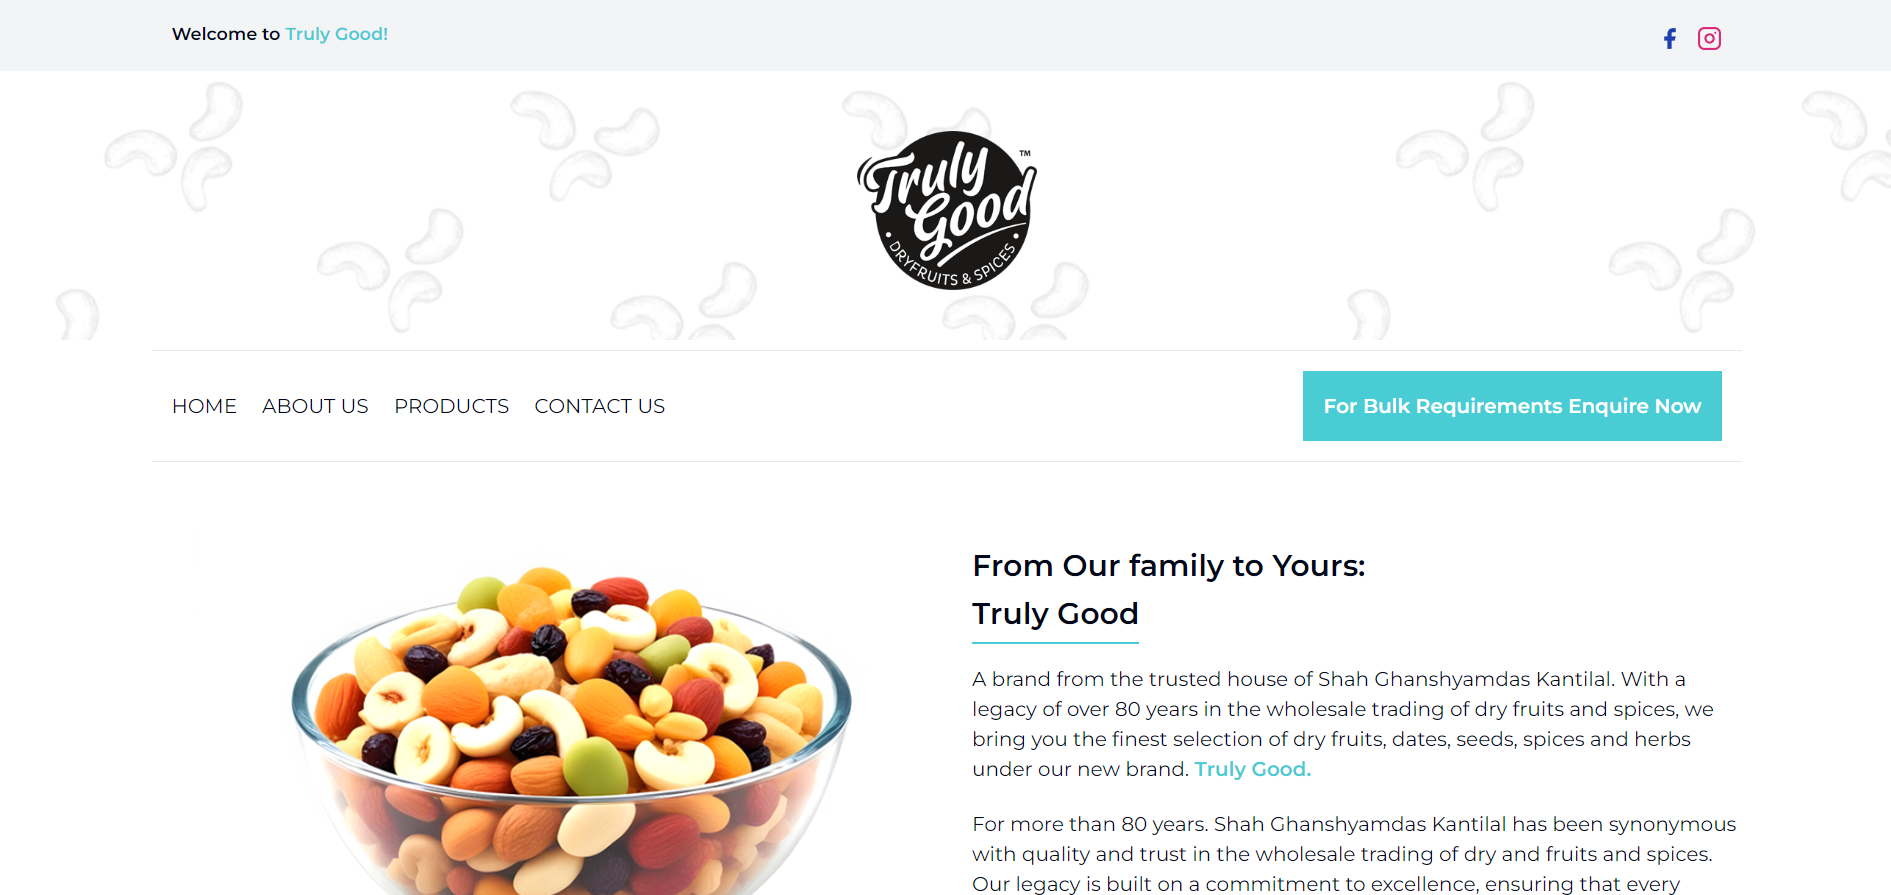 Welcome to Truly Good!
Truly Good
TM
DRYFRUITS & SPICES
HOME ABOUT US PRODUCTS CONTACT US
For Bulk Requirements Enquire Now
From Our family to Yours:
Truly Good
A brand from the trusted house of Shah Ghanshyamdas Kantilal. With a
legacy of over 80 years in the wholesale trading of dry fruits and spices, we
bring you the finest selection of dry fruits, dates, seeds, spices and herbs
under our new brand. Truly Good.
For more than 80 years. Shah Ghanshyamdas Kantilal has been synonymous
with quality and trust in the wholesale trading of dry and fruits and spices.
Our legacy is built on a commitment to excellence, ensuring that every